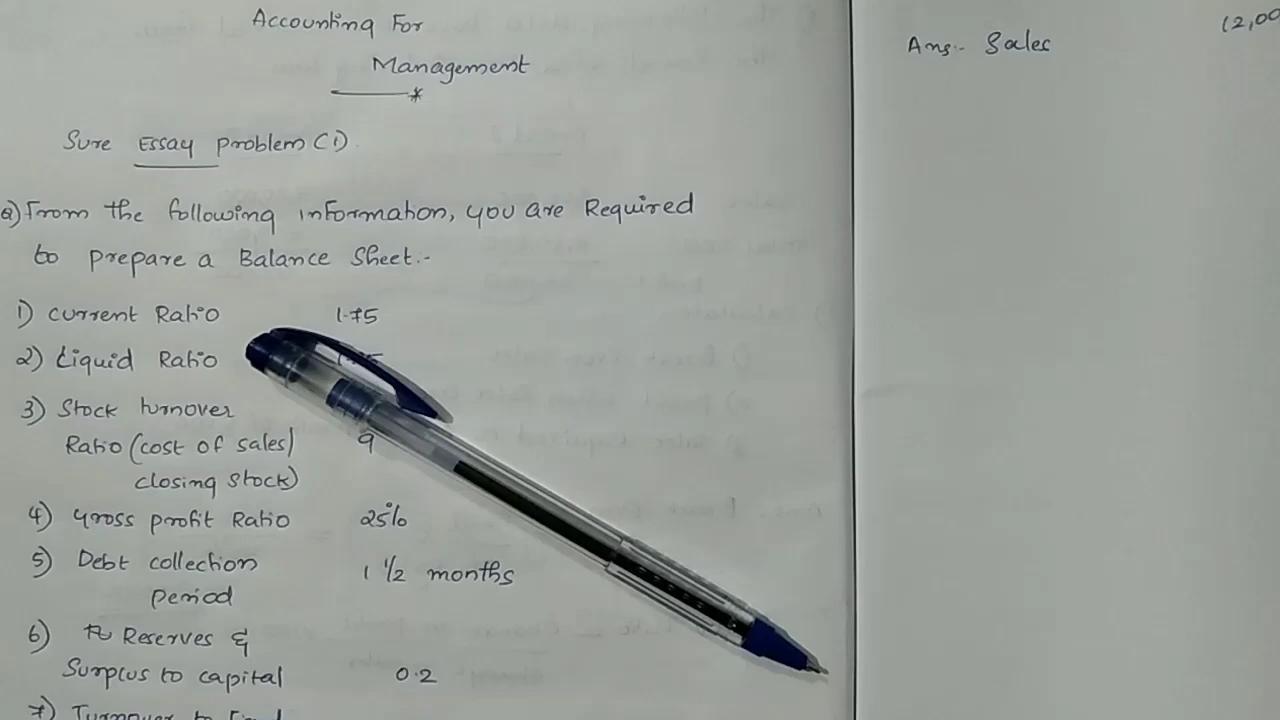 Accounting For
Management
Sure Essay problem (1)
Q) From the following information, you are Required
to prepare a Balance Sheet:-
1) Current Ratio 1.75
2) Liquid Ratio
3) Stock turnover
Ratio (cost of sales/ 9
closing stock)
4) Gross profit Ratio 25%
5) Debt collection
period 1 1/2 months
6) Reserves &
Surplus to capital 0.2
7) Turnover to
Ans:- Sales